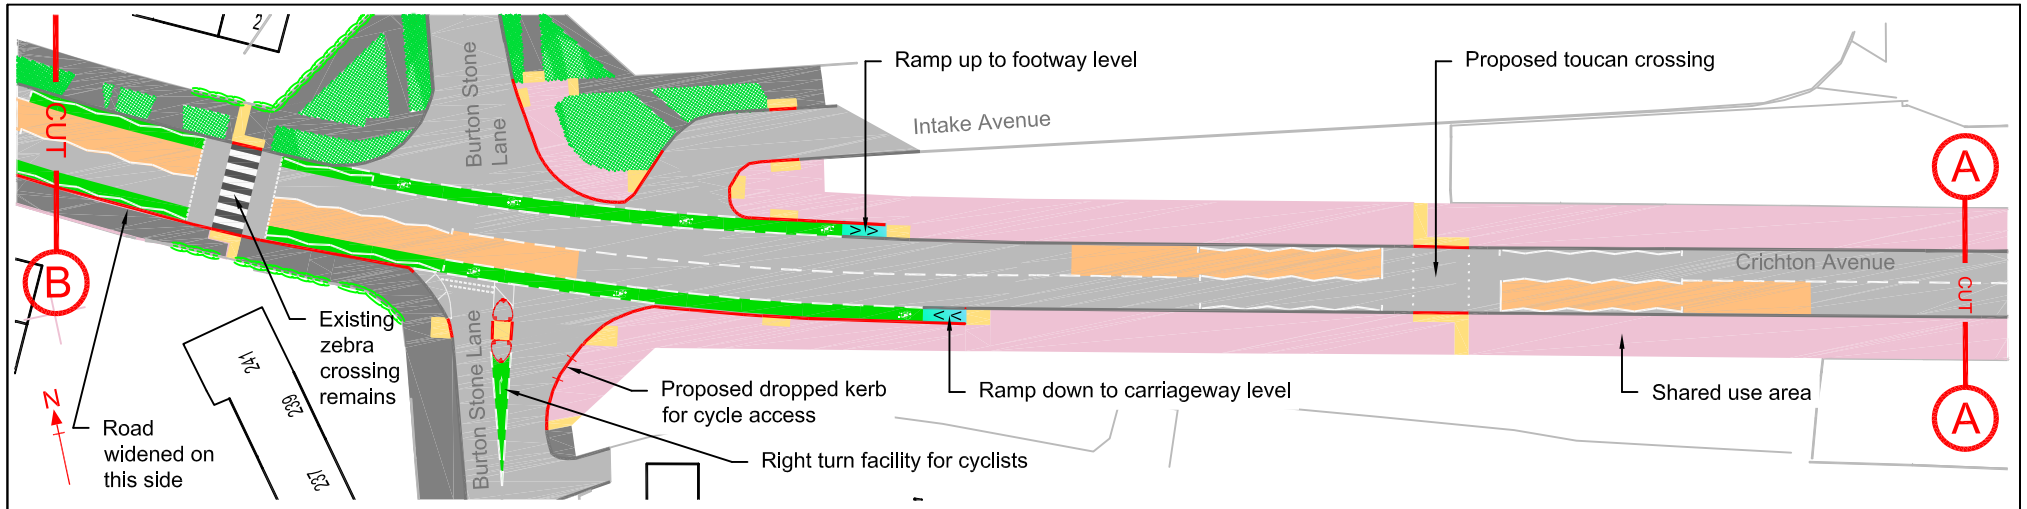 2
CUT
B
Burton Stone
Lane
Ramp up to footway level
Intake Avenue
Proposed toucan crossing
A
Crichton Avenue
CUT
A
Existing
zebra
crossing
remains
N
Road
widened on
this side
241
239
237
Burton Stone Lane
Proposed dropped kerb
for cycle access
Ramp down to carriageway level
Right turn facility for cyclists
Shared use area